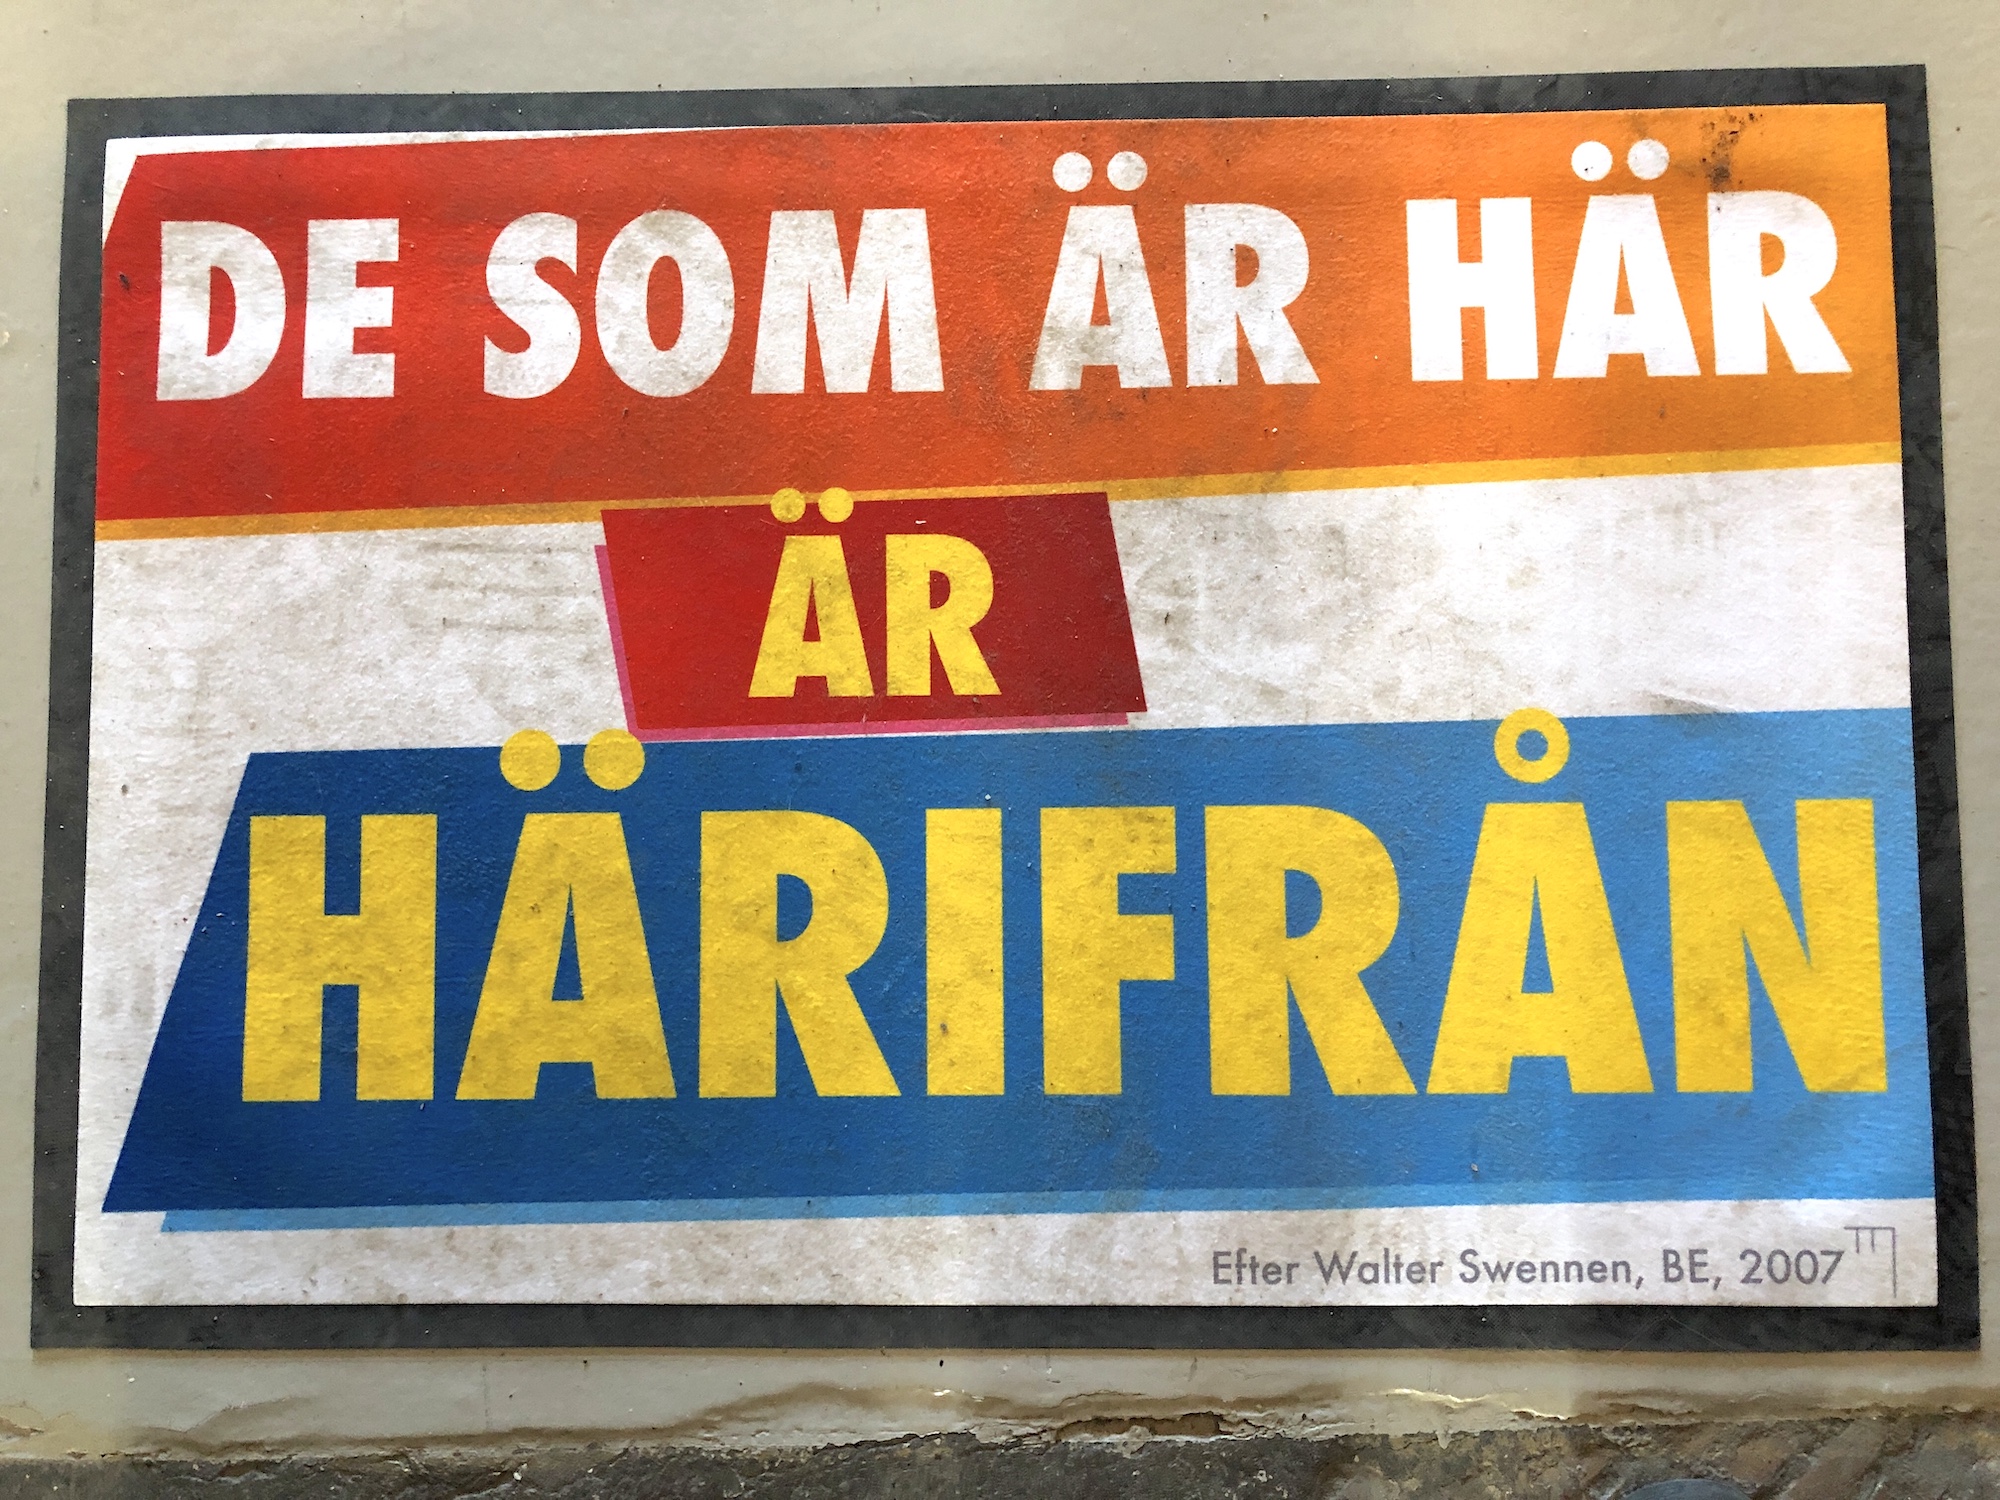 DE SOM ÄR HÄR
ÄR
HÄRIFRÅN
Efter Walter Swennen, BE, 2007